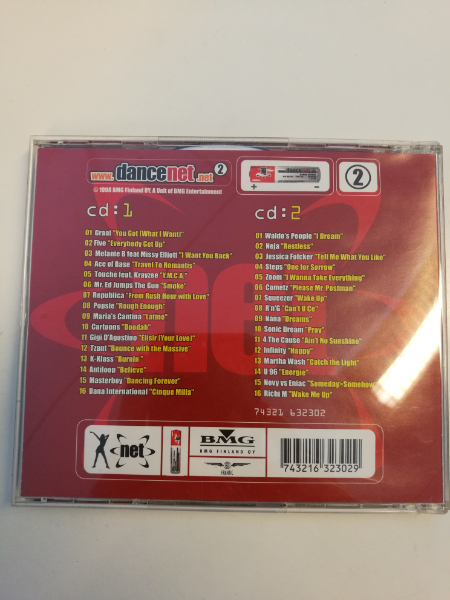 www.dancenet.net 2
© 1998 BMG Finland OY, A Unit of BMG Entertainment
+ -
2
cd:1
01 Graal "You Got (What I Want)"
02 Five "Everybody Get Up"
03 Melanie B feat Missy Elliott "I Want You Back"
04 Ace of Base "Travel To Romantis"
05 Touche feat. Krayzee "Y.M.C.A."
06 Mr. Ed Jumps The Gun "Smoke"
07 Republica "From Rush Hour with Love"
08 Popsie "Rough Enough"
09 Maria's Cantina "Latino"
10 Cartoons "Doodah"
11 Gigi D'Agostino "Elisir (Your Love)"
12 Tzant "Bounce with the Massive"
13 K-Klass "Burnin"
14 Antiloop "Believe"
15 Masterboy "Dancing Forever"
16 Dana International "Cinque Milla"
cd:2
01 Waldo's People "I Dream"
02 Neja "Restless"
03 Jessica Folcker "Tell Me What You Like"
04 Steps "One for Sorrow"
05 Zoom "I Wanna Take Everything"
06 Cometz "Please Mr. Postman"
07 Squeezer "Wake Up"
08 B'n'G "Can't U Ce"
09 Nana "Dreams"
10 Sonic Dream "Pray"
11 4 The Cause "Ain't No Sunshine"
12 Infinity "Happy"
13 Martha Wash "Catch the Light"
14 U 96 "Energie"
15 Novy vs Eniac "Someday>Somehow"
16 Richi M "Wake Me Up"
74321 632302
net
BMG
BMG FINLAND OY
7 43216 323029
net